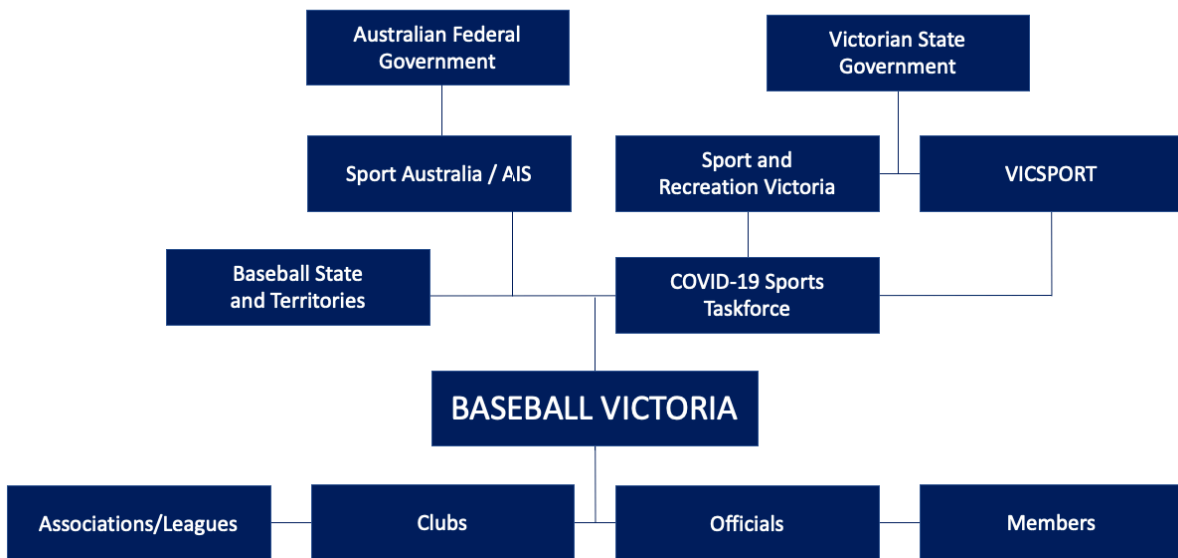 Australian Federal
Government
Victorian State
Government
Sport Australia / AIS
Sport and
Recreation Victoria
VICSPORT
Baseball State
and Territories
COVID-19 Sports
Taskforce
BASEBALL VICTORIA
Associations/Leagues
Clubs
Officials
Members